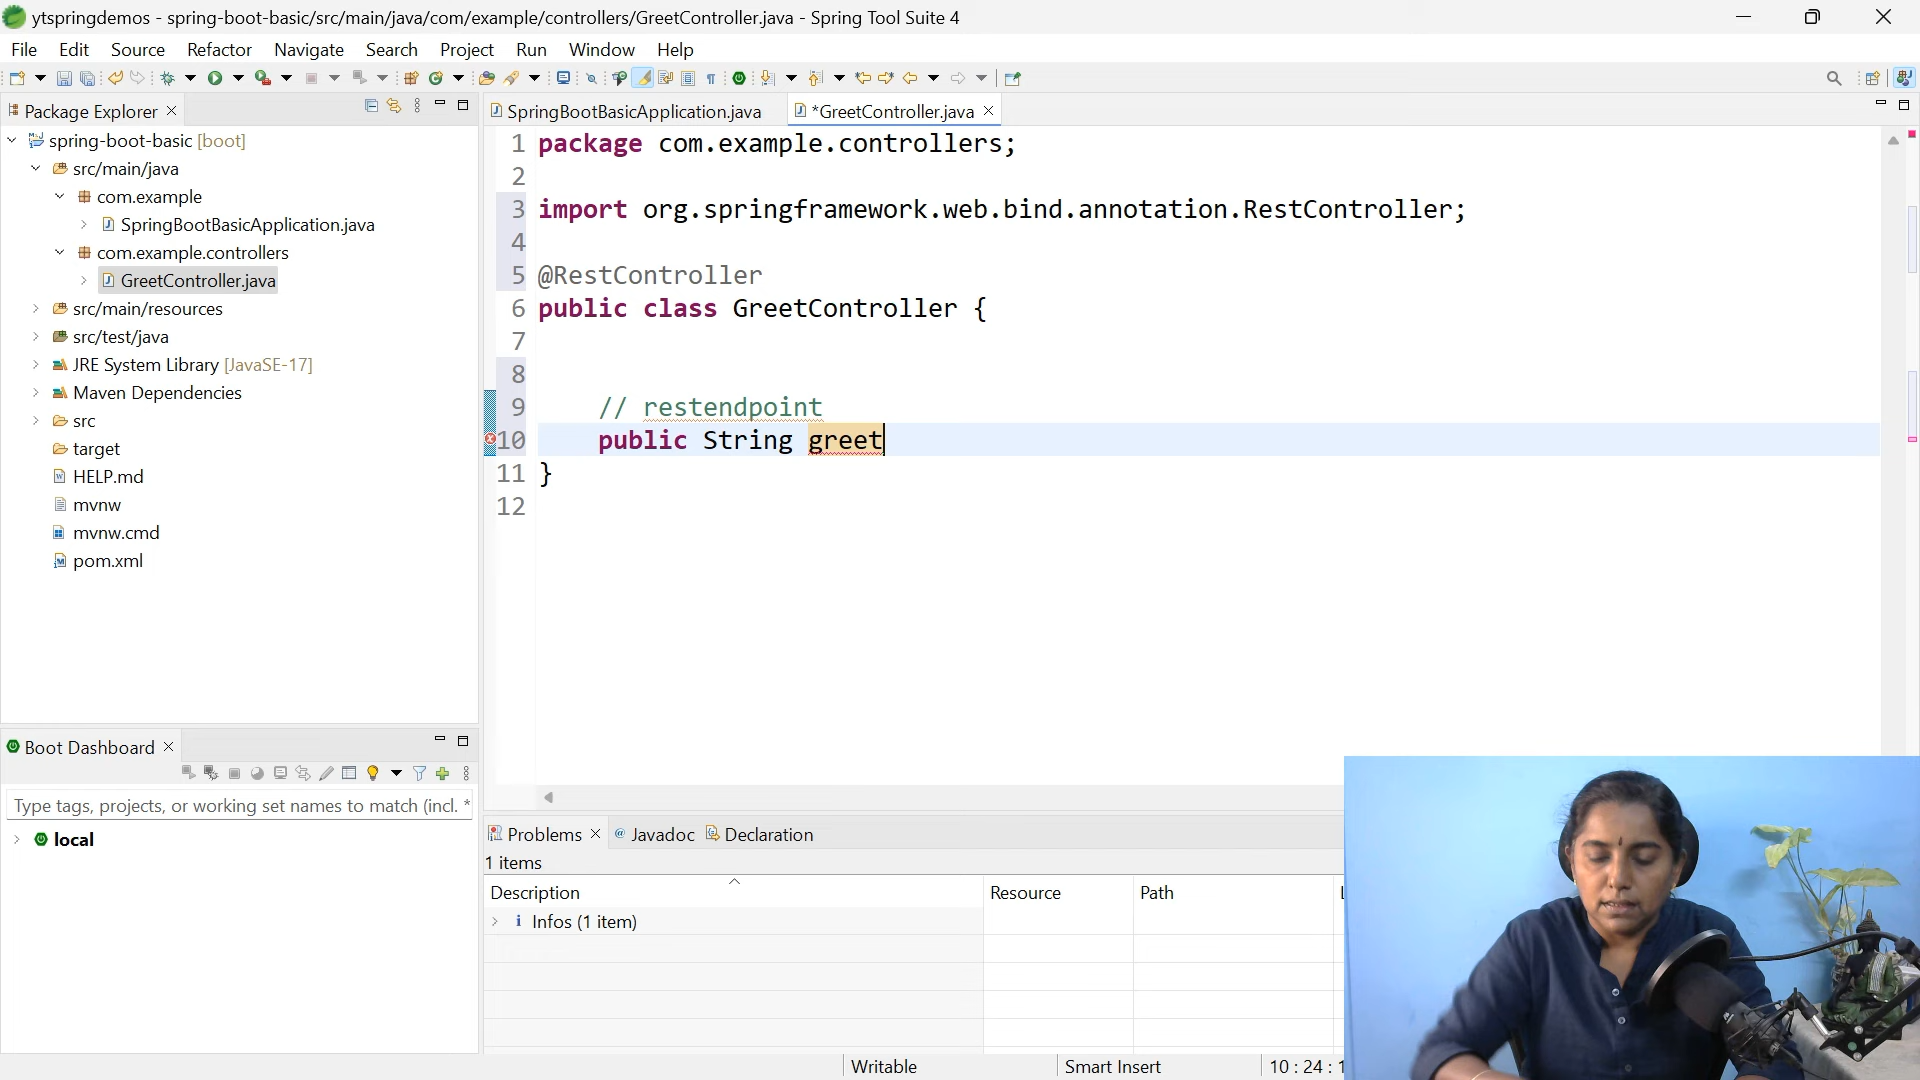 ytspringdemos - spring-boot-basic/src/main/java/com/example/controllers/GreetController.java - Spring Tool Suite 4
File Edit Source Refactor Navigate Search Project Run Window Help
Package Explorer
spring-boot-basic [boot]
src/main/java
com.example
SpringBootBasicApplication.java
com.example.controllers
GreetController.java
src/main/resources
src/test/java
JRE System Library [JavaSE-17]
Maven Dependencies
src
target
HELP.md
mvnw
mvnw.cmd
pom.xml
SpringBootBasicApplication.java *GreetController.java
1 package com.example.controllers;
2
3 import org.springframework.web.bind.annotation.RestController;
4
5 @RestController
6 public class GreetController {
7
8
9 // restendpoint
10 public String greet
11 }
12
Boot Dashboard
Type tags, projects, or working set names to match (incl. *
local
Problems Javadoc Declaration
1 items
Description Resource Path
Infos (1 item)
Writable Smart Insert 10 : 24 : 1